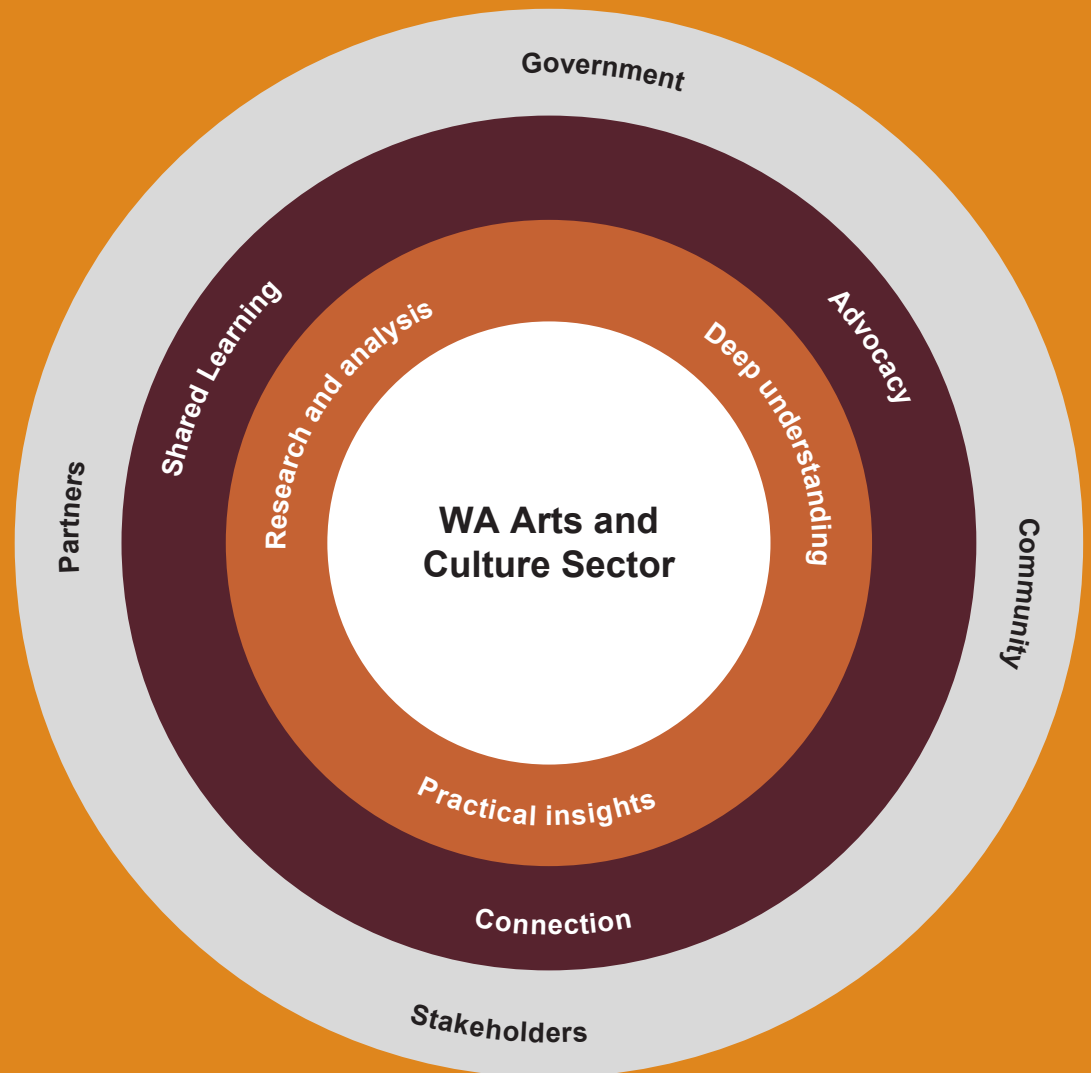 Government
Shared Learning
Advocacy
Research and analysis
Deep understanding
Partners
WA Arts and
Culture Sector
Community
Practical insights
Connection
Stakeholders